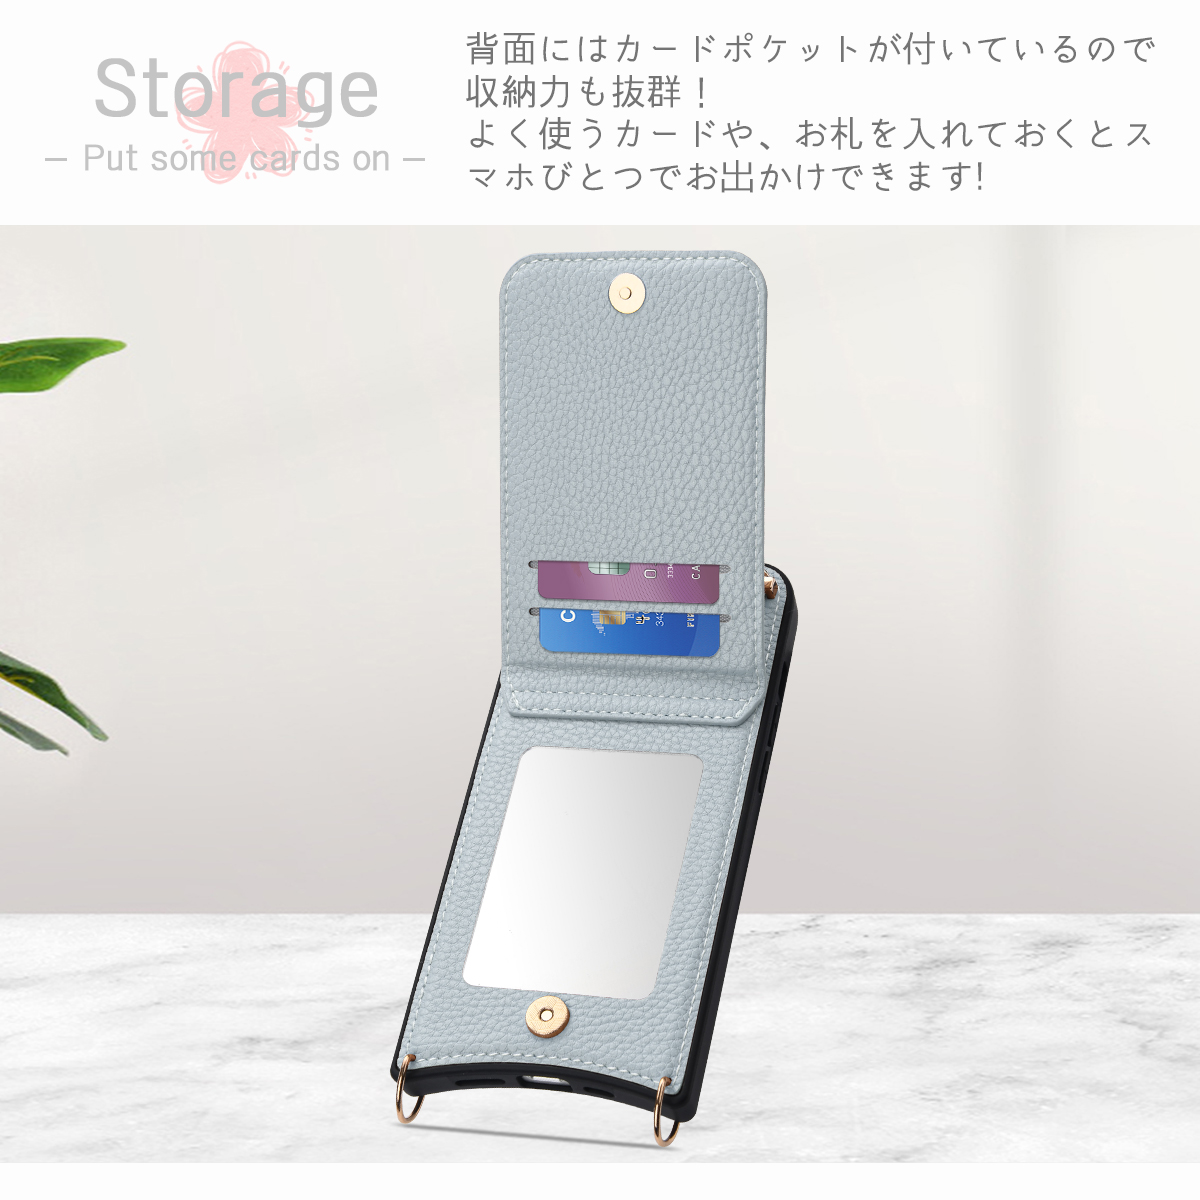 Storage
— Put some cards on —
背面にはカードポケットが付いているので
収納力も抜群！
よく使うカードや、お札を入れておくとス
マホびとつでお出かけできます!